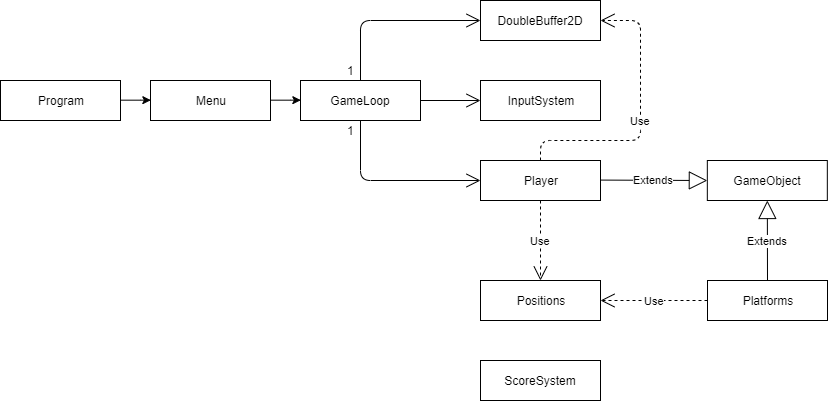 DoubleBuffer2D
1
Program
Menu
GameLoop
InputSystem
Use
1
Player
Extends
GameObject
Use
Extends
Positions
Use
Platforms
ScoreSystem